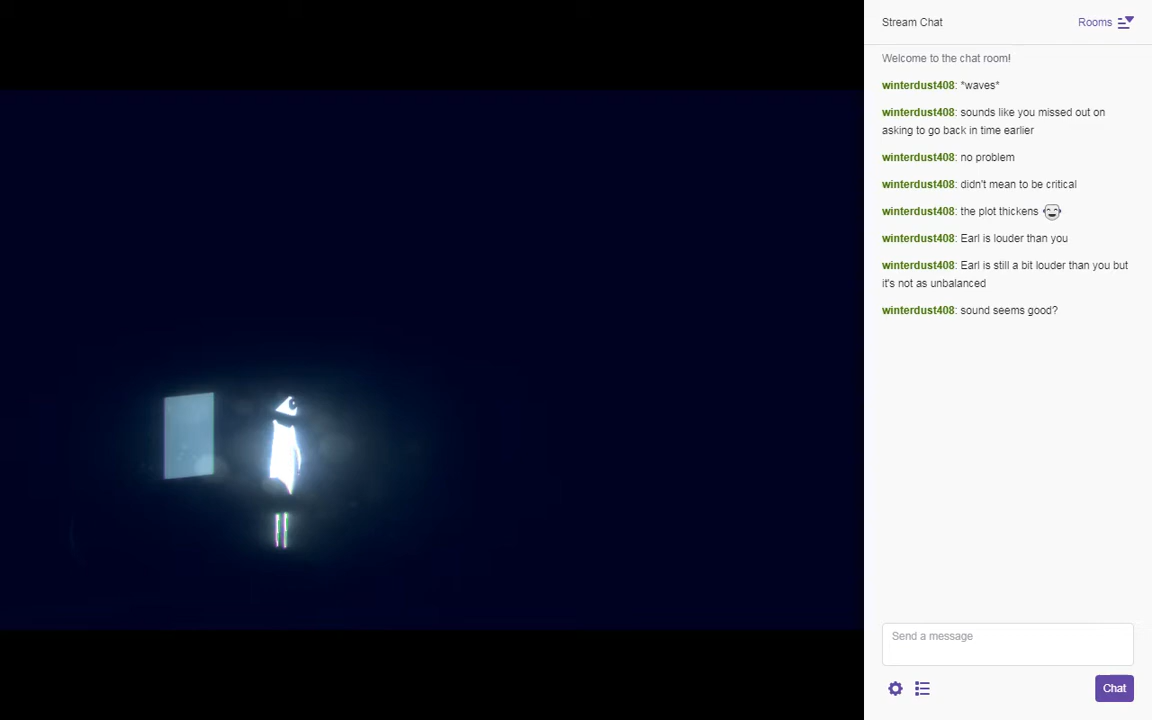 Stream Chat
Rooms
Welcome to the chat room!
winterdust408: *waves*
winterdust408: sounds like you missed out on
asking to go back in time earlier
winterdust408: no problem
winterdust408: didn't mean to be critical
winterdust408: the plot thickens
winterdust408: Earl is louder than you
winterdust408: Earl is still a bit louder than you but
it's not as unbalanced
winterdust408: sound seems good?
Send a message
Chat